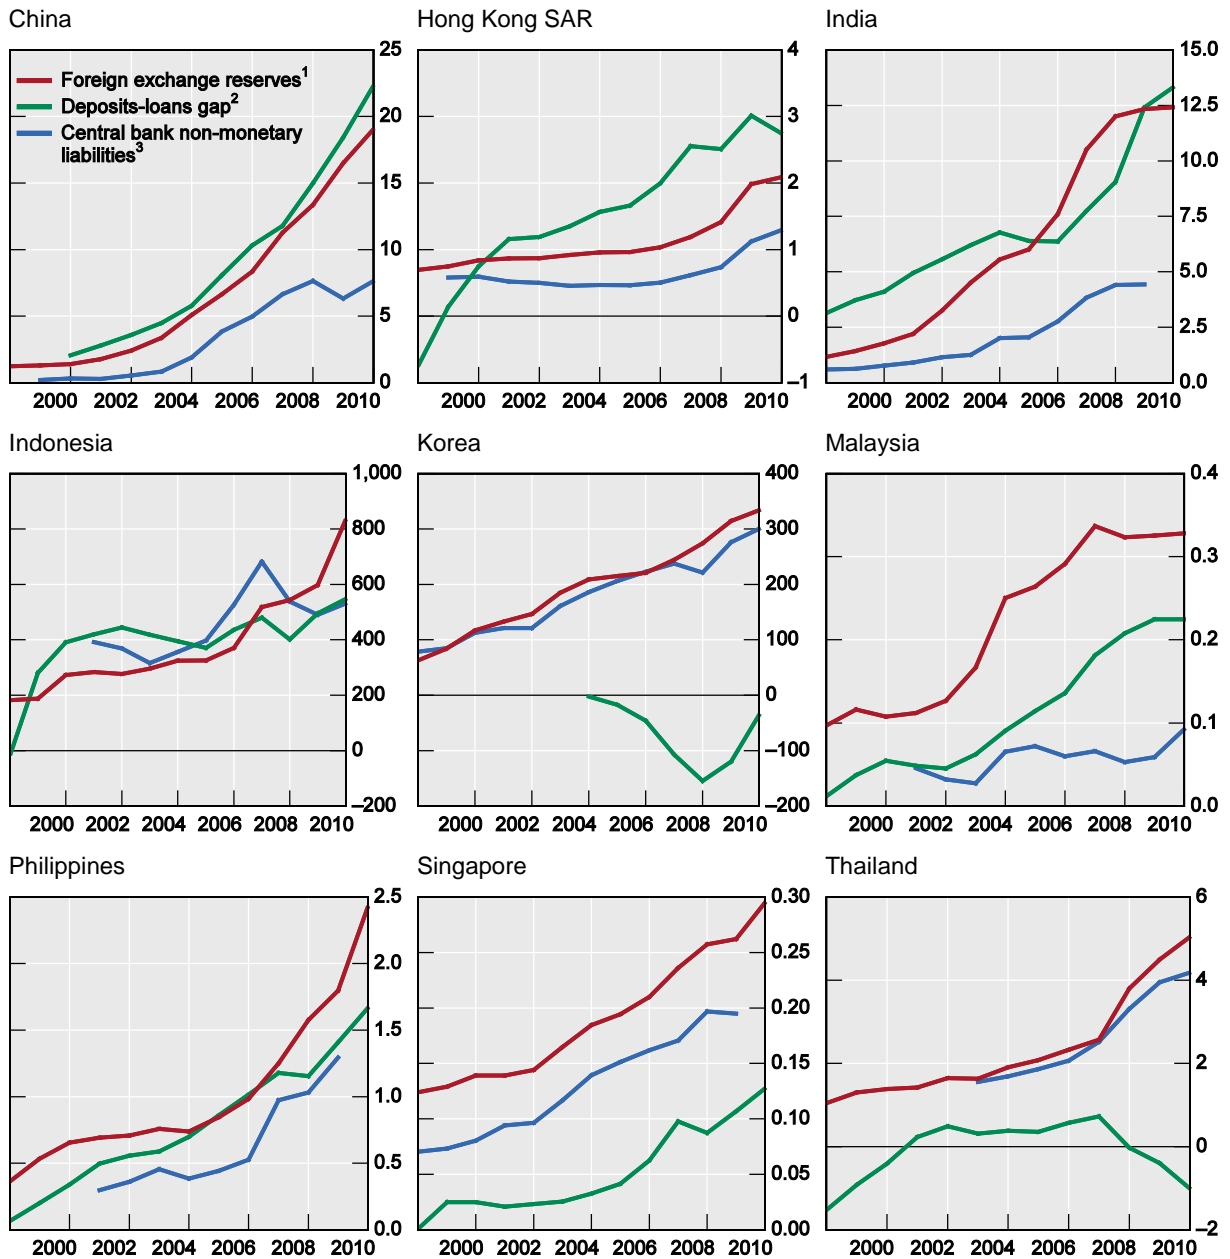 China
Hong Kong SAR
India
25
20
15
10
5
0
Foreign exchange reserves1
Deposits-loans gap2
Central bank non-monetary
liabilities3
2000 2002 2004 2006 2008 2010
4
3
2
1
0
–1
2000 2002 2004 2006 2008 2010
15.0
12.5
10.0
7.5
5.0
2.5
0.0
2000 2002 2004 2006 2008 2010
Indonesia
Korea
Malaysia
1,000
800
600
400
200
0
–200
2000 2002 2004 2006 2008 2010
400
300
200
100
0
–100
–200
2000 2002 2004 2006 2008 2010
0.4
0.3
0.2
0.1
0.0
2000 2002 2004 2006 2008 2010
Philippines
Singapore
Thailand
2.5
2.0
1.5
1.0
0.5
0.0
2000 2002 2004 2006 2008 2010
0.30
0.25
0.20
0.15
0.10
0.05
0.00
2000 2002 2004 2006 2008 2010
6
4
2
0
–2
2000 2002 2004 2006 2008 2010